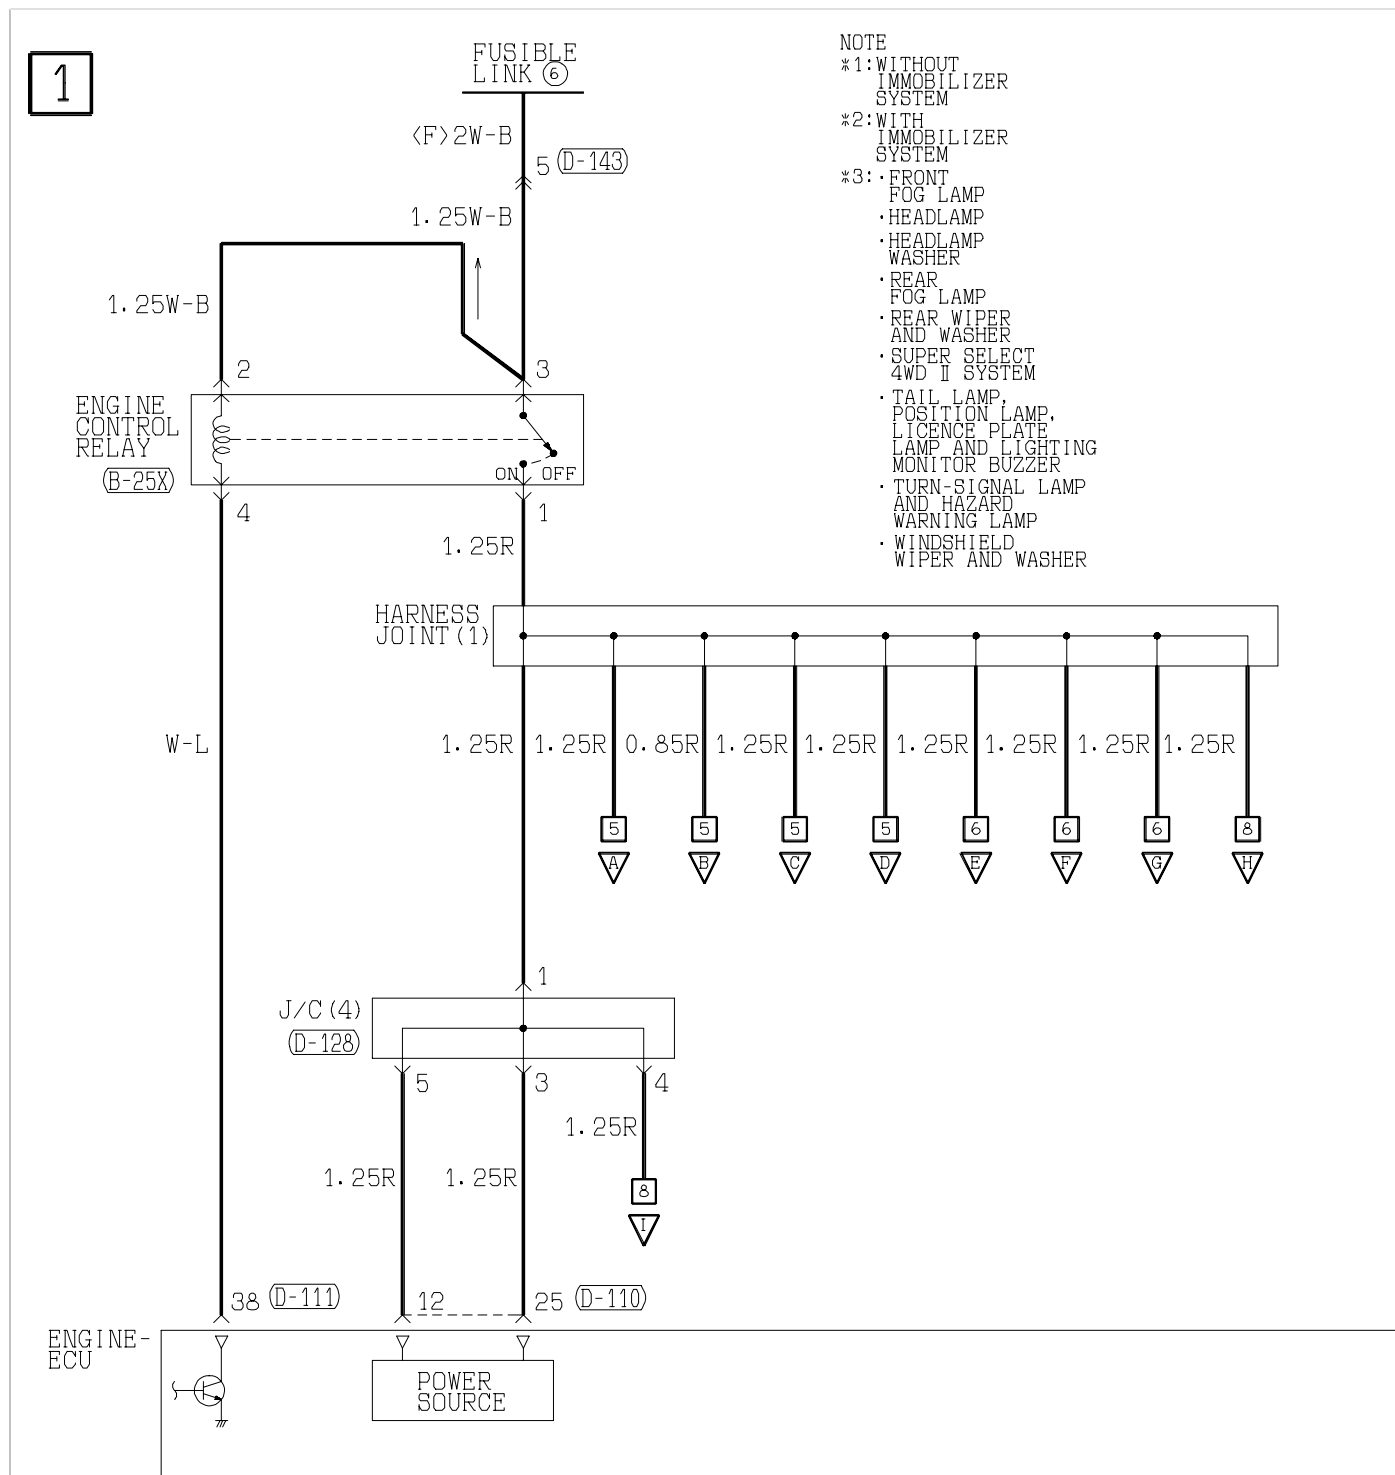 1
FUSIBLE
LINK ⑥
<F>2W-B
5 (D-143)
1.25W-B
1.25W-B
2
3
ENGINE
CONTROL
RELAY
(B-25X)
ON OFF
4
1
1.25R
NOTE
*1:WITHOUT
IMMOBILIZER
SYSTEM
*2:WITH
IMMOBILIZER
SYSTEM
*3:·FRONT
FOG LAMP
·HEADLAMP
·HEADLAMP
WASHER
·REAR
FOG LAMP
·REAR WIPER
AND WASHER
·SUPER SELECT
4WD Ⅱ SYSTEM
·TAIL LAMP,
POSITION LAMP,
LICENCE PLATE
LAMP AND LIGHTING
MONITOR BUZZER
·TURN-SIGNAL LAMP
AND HAZARD
WARNING LAMP
·WINDSHIELD
WIPER AND WASHER
HARNESS
JOINT(1)
W-L 1.25R 1.25R 0.85R 1.25R 1.25R 1.25R 1.25R 1.25R 1.25R
5 5 5 5 6 6 6 8
A B C D E F G H
1
J/C(4)
(D-128)
5 3 4
1.25R
1.25R 1.25R
8
I
38 (D-111) 12 25 (D-110)
ENGINE-
ECU
POWER
SOURCE